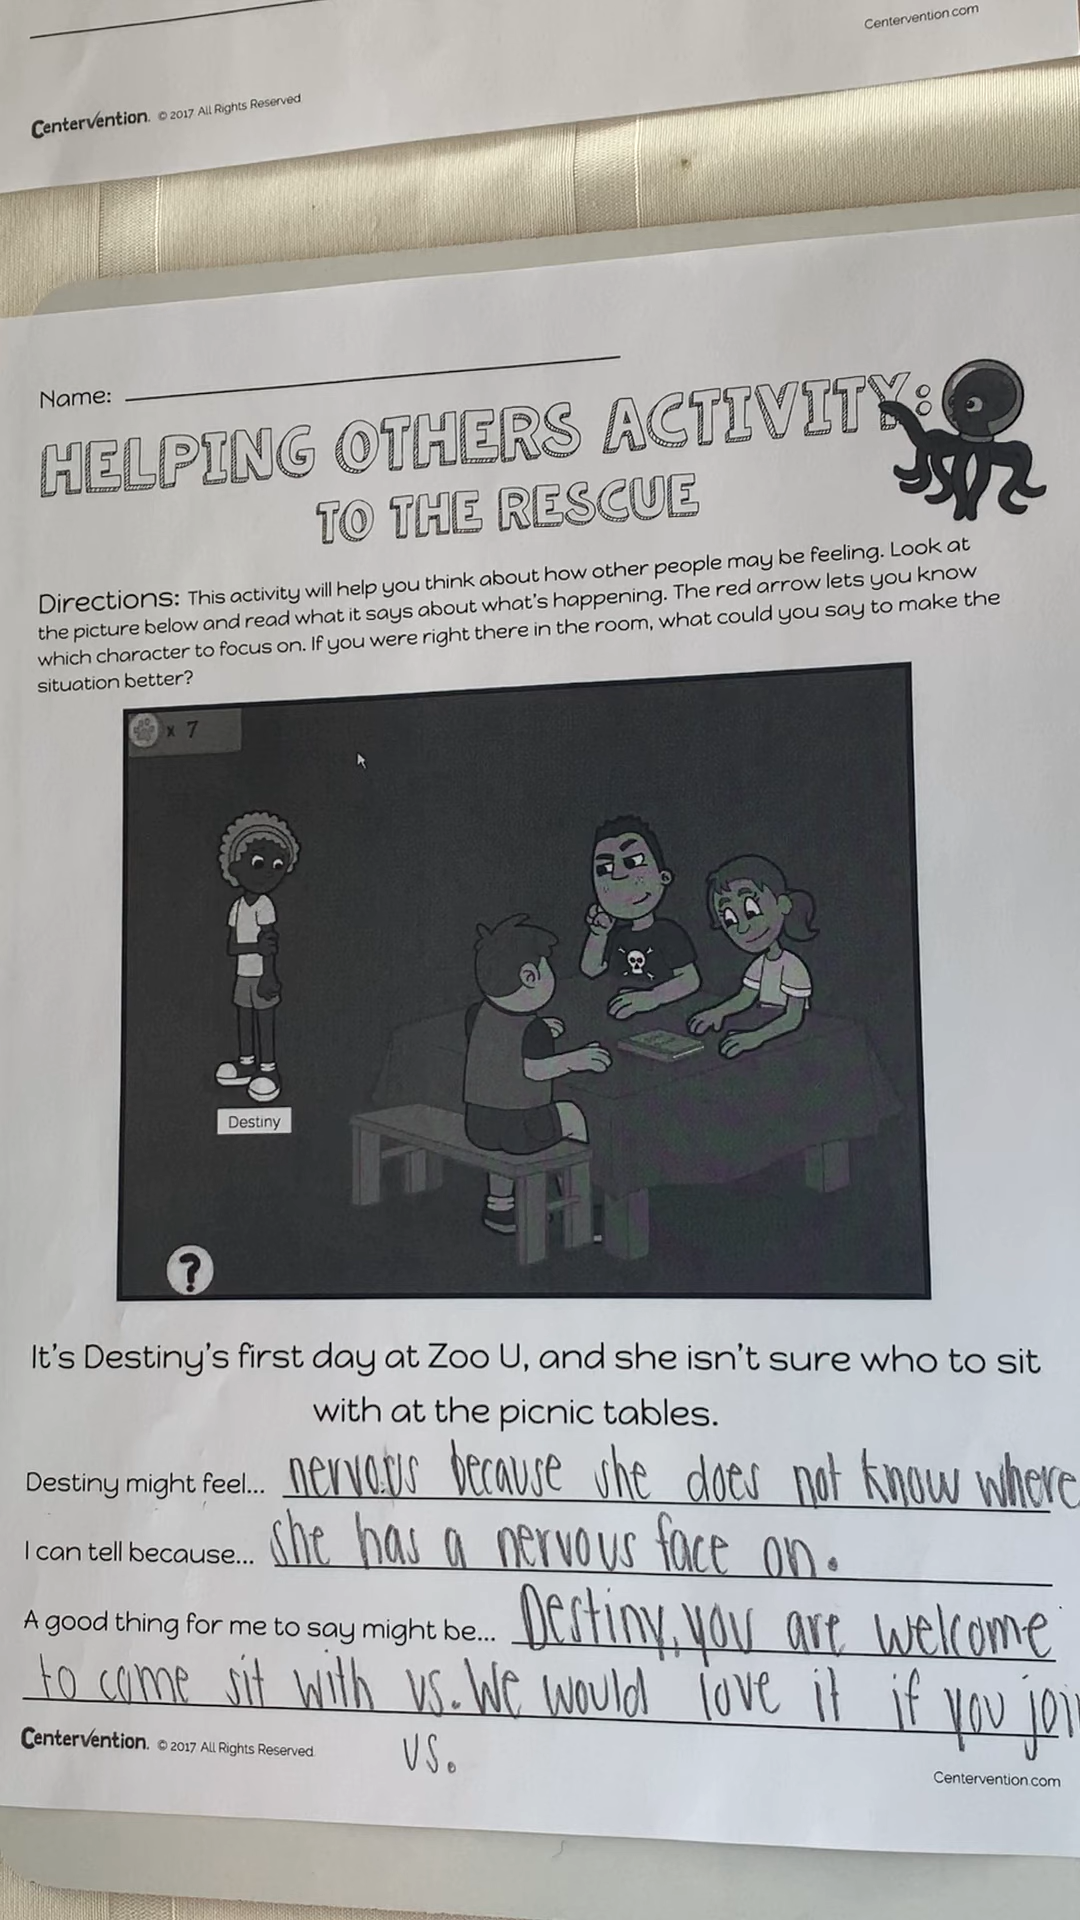 Centervention.com
Centervention. © 2017 All Rights Reserved
Name:
HELPING OTHERS ACTIVITY:
TO THE RESCUE
Directions: This activity will help you think about how other people may be feeling. Look at
the picture below and read what it says about what's happening. The red arrow lets you know
which character to focus on. If you were right there in the room, what could you say to make the
situation better?
x 7
Destiny
?
It's Destiny's first day at Zoo U, and she isn't sure who to sit
with at the picnic tables.
Destiny might feel... nervous because she does not know where
I can tell because... she has a nervous face on.
A good thing for me to say might be... Destiny, you are welcome
to come sit with us. We would love it if you joi
Centervention. © 2017 All Rights Reserved us.
Centervention.com